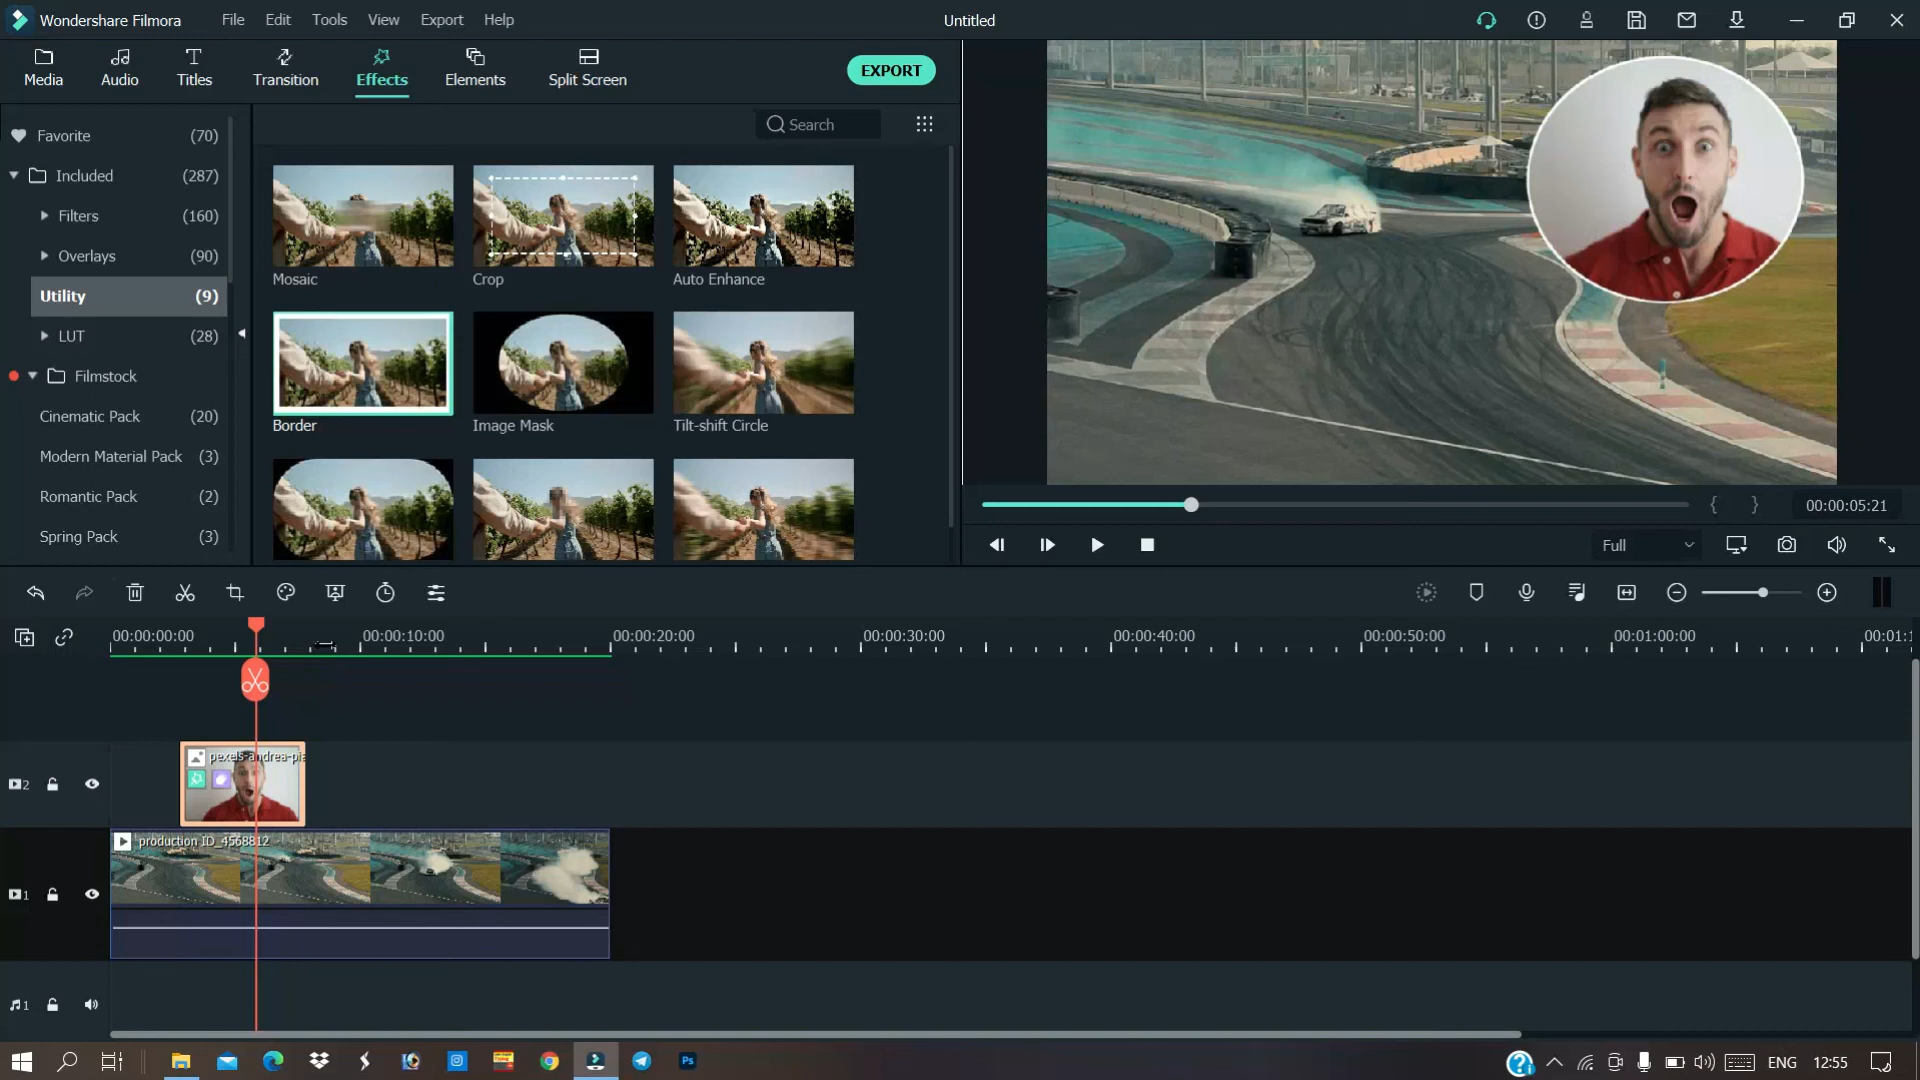 Wondershare Filmora
File Edit Tools View Export Help
Untitled
Media Audio Titles Transition Effects Elements Split Screen
EXPORT
Favorite (70)
Included (287)
Filters (160)
Overlays (90)
Utility (9)
LUT (28)
Filmstock
Cinematic Pack (20)
Modern Material Pack (3)
Romantic Pack (2)
Spring Pack (3)
Search
Mosaic Crop Auto Enhance
Border Image Mask Tilt-shift Circle
{ } 00:00:05:21
Full
00:00:00:00 00:00:10:00 00:00:20:00 00:00:30:00 00:00:40:00 00:00:50:00 00:01:00:00 00:01:1
2
pexels-andrea-pia
1
production ID_4568812
1
Ps
ENG 12:55